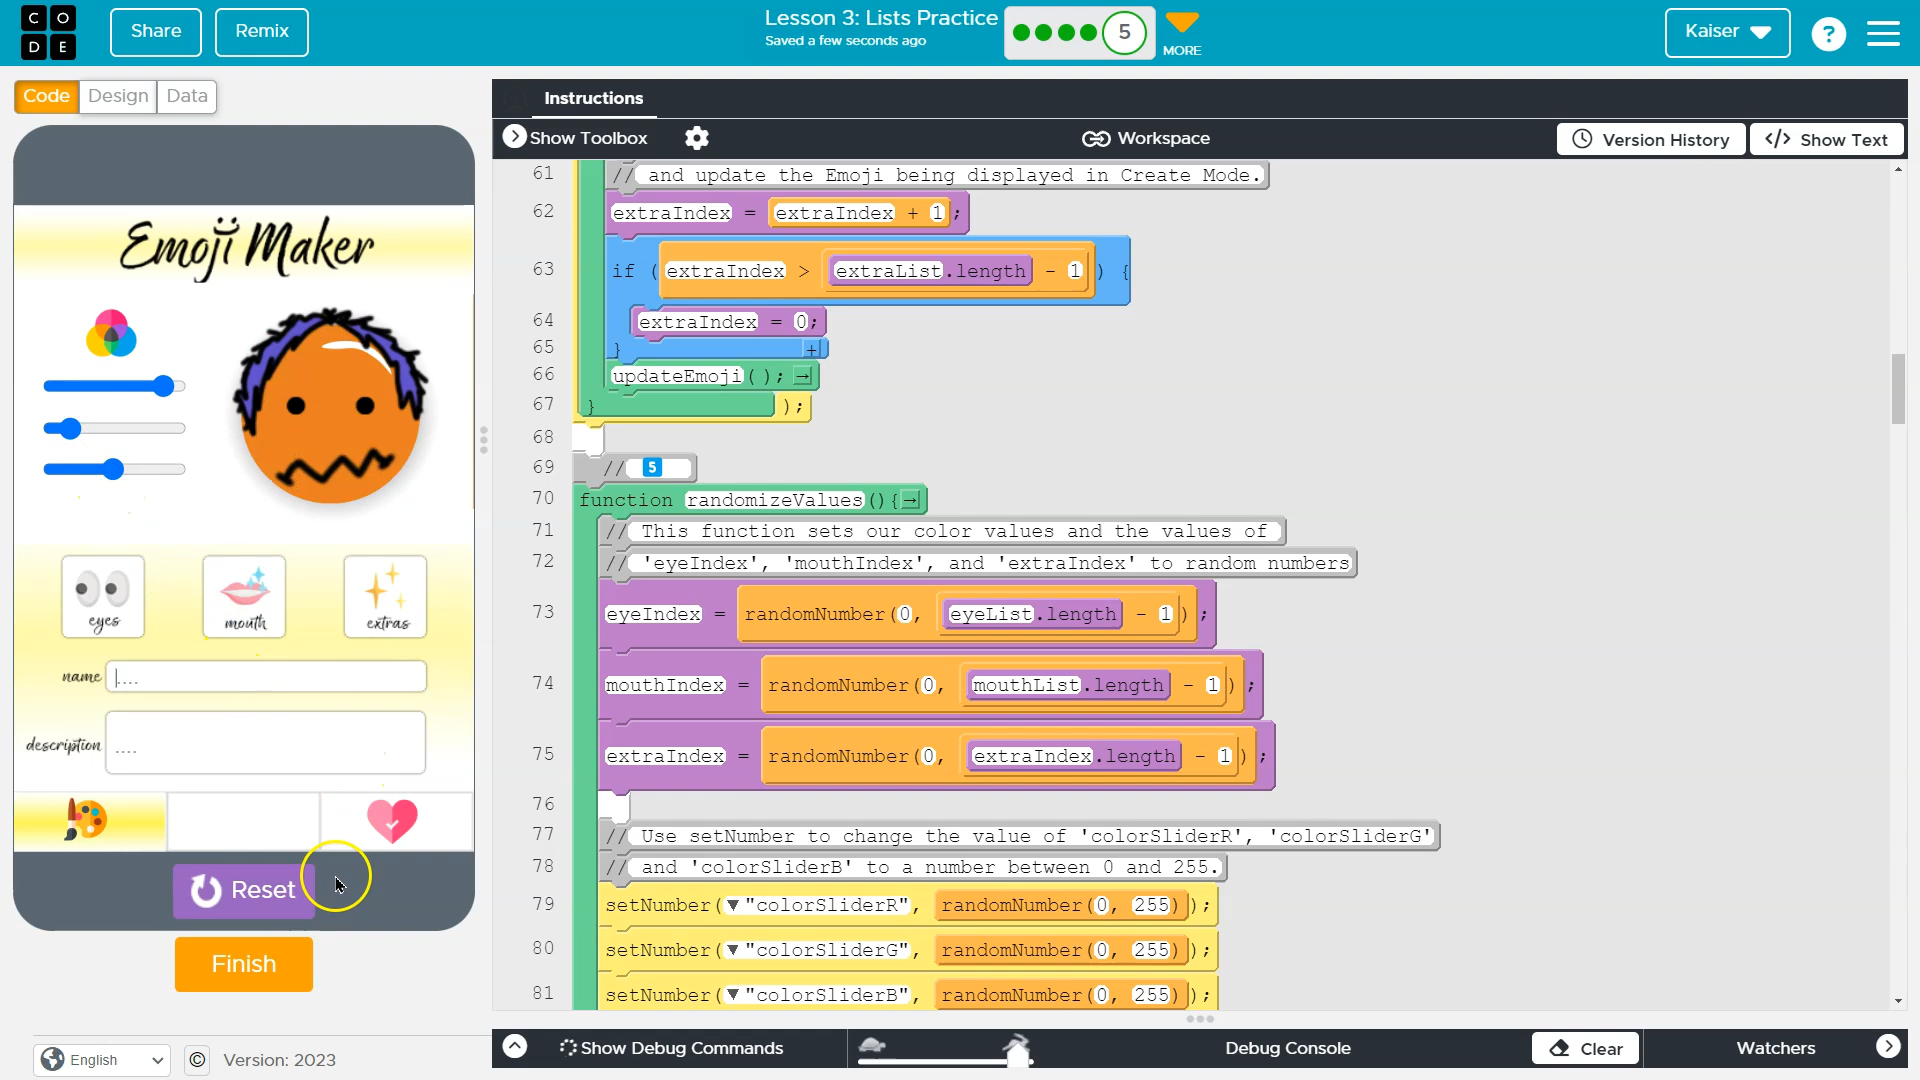 C O
D E
Share
Remix
Lesson 3: Lists Practice
Saved a few seconds ago
5
MORE
Kaiser
?
Code
Design
Data
Instructions
Show Toolbox
Workspace
Version History
</> Show Text
Emoji Maker
eyes
mouth
extras
name
....
description
....
Reset
Finish
English
©
Version: 2023
61 // and update the Emoji being displayed in Create Mode.
62 extraIndex = extraIndex + 1;
63 if (extraIndex > extraList.length - 1) {
64 extraIndex = 0;
65 } +
66 updateEmoji(); →
67 } );
68
69 // 5
70 function randomizeValues(){ →
71 // This function sets our color values and the values of
72 // 'eyeIndex', 'mouthIndex', and 'extraIndex' to random numbers
73 eyeIndex = randomNumber(0, eyeList.length - 1);
74 mouthIndex = randomNumber(0, mouthList.length - 1);
75 extraIndex = randomNumber(0, extraIndex.length - 1);
76
77 // Use setNumber to change the value of 'colorSliderR', 'colorSliderG'
78 // and 'colorSliderB' to a number between 0 and 255.
79 setNumber(▼"colorSliderR", randomNumber(0, 255));
80 setNumber(▼"colorSliderG", randomNumber(0, 255));
81 setNumber(▼"colorSliderB", randomNumber(0, 255));
Show Debug Commands
Debug Console
Clear
Watchers